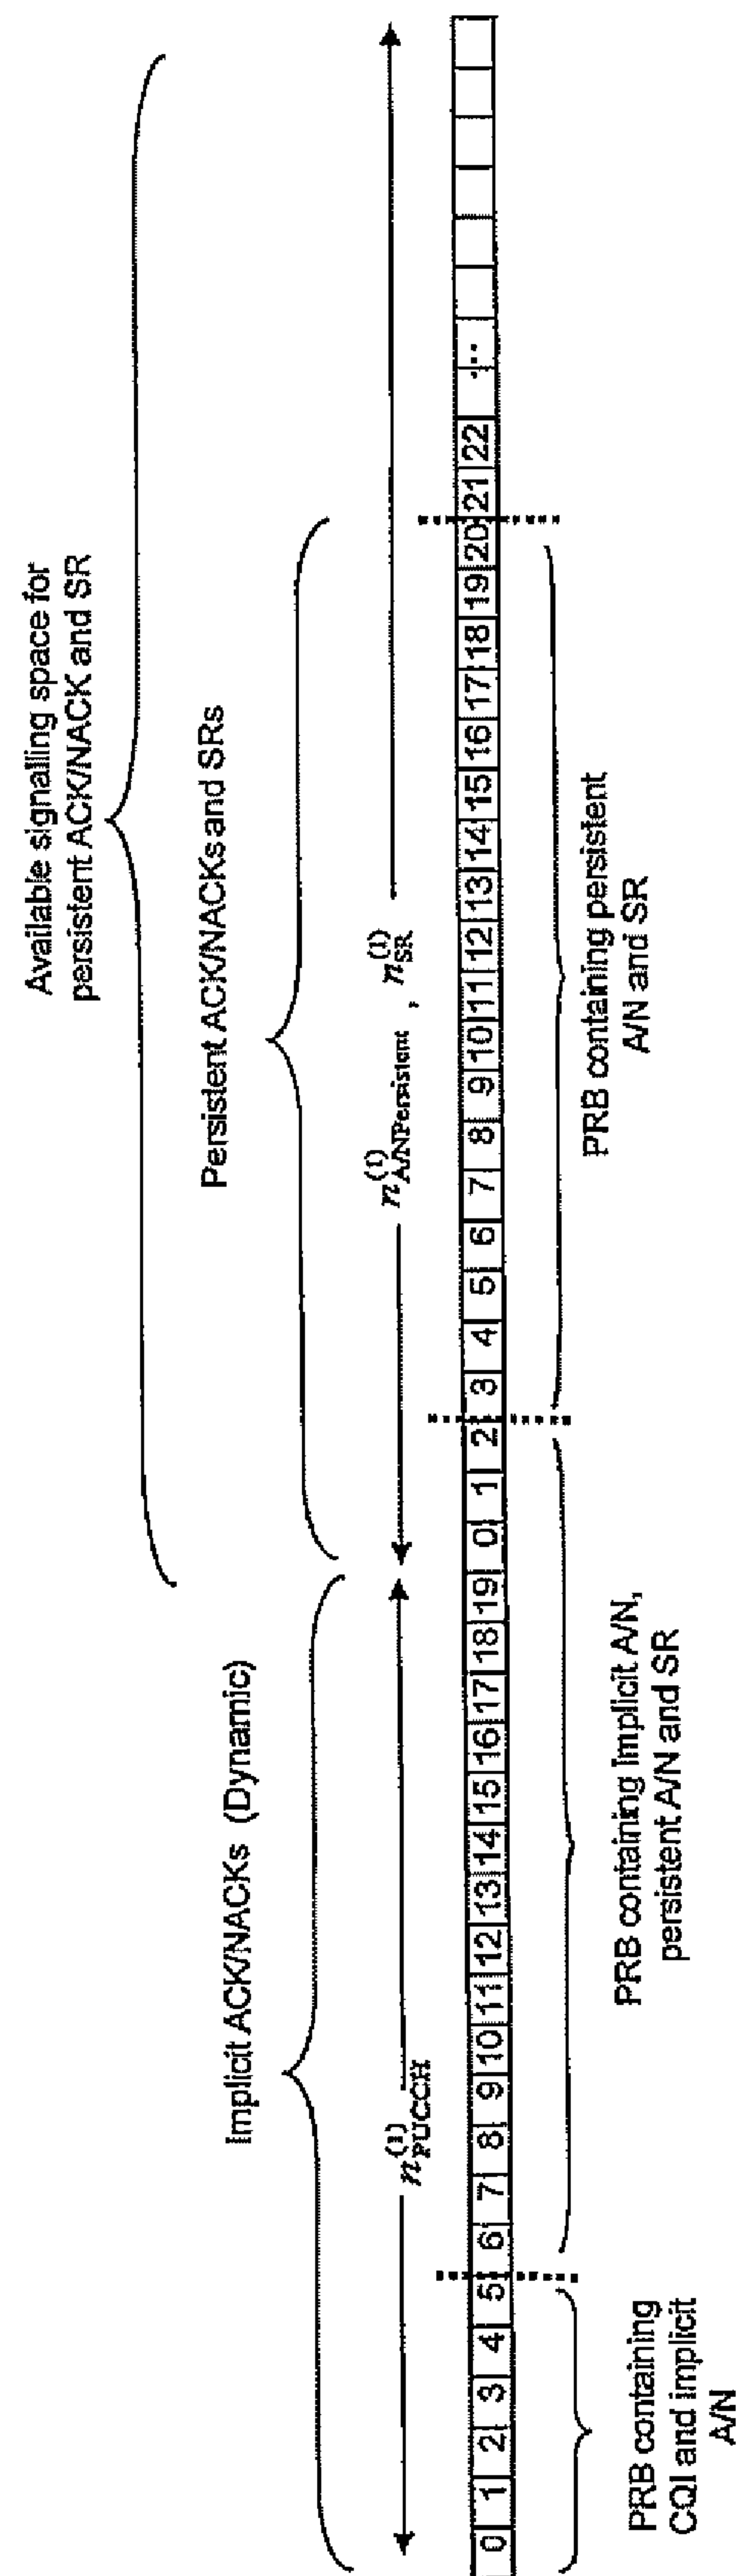 Available signalling space for
persistent ACK/NACK and SR
Persistent ACK/NACKs and SRs
Implicit ACK/NACKs (Dynamic)
n(1)PUCCH
n(1)A/NPersistent , n(1)SR
0 1 2 3 4 5 6 7 8 9 10 11 12 13 14 15 16 17 18 19 0 1 2 3 4 5 6 7 8 9 10 11 12 13 14 15 16 17 18 19 20 21 22 ...
PRB containing
CQI and implicit
A/N
PRB containing Implicit A/N,
persistent A/N and SR
PRB containing persistent
A/N and SR